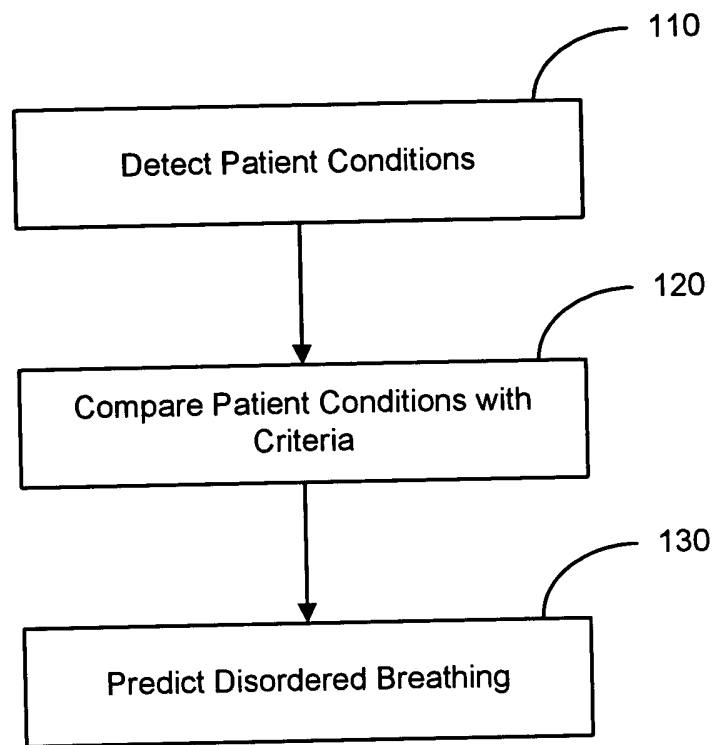 110
Detect Patient Conditions
120
Compare Patient Conditions with
Criteria
130
Predict Disordered Breathing